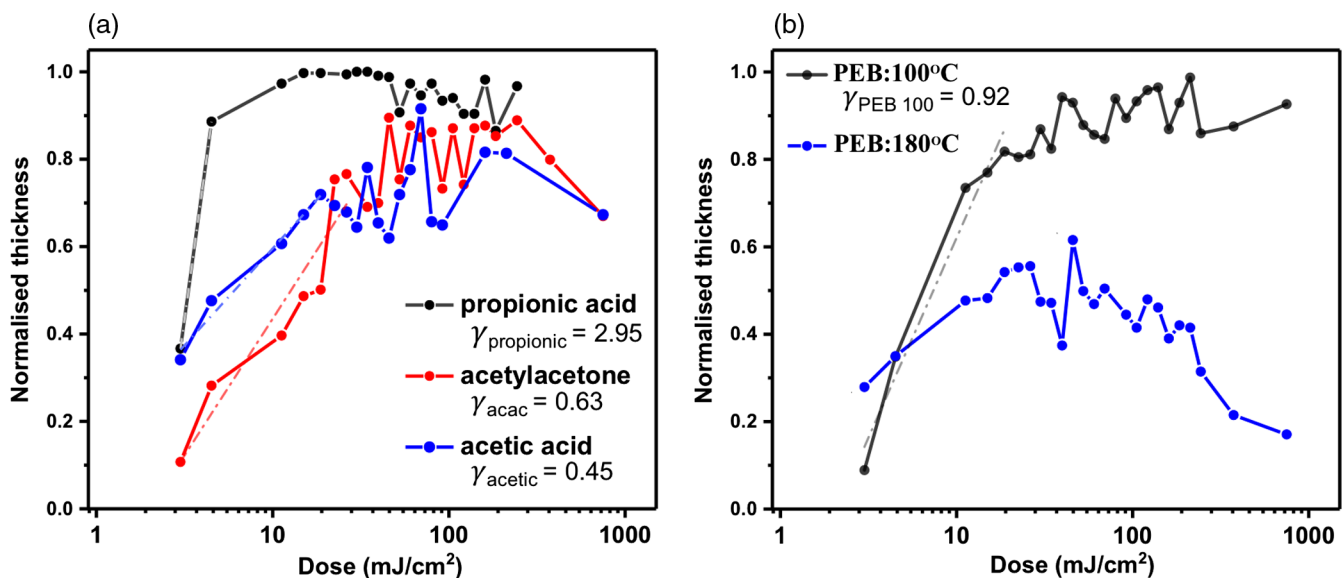 (a)
Normalised thickness
1.0
0.8
0.6
0.4
0.2
0.0
propionic acid
γpropionic = 2.95
acetylacetone
γacac = 0.63
acetic acid
γacetic = 0.45
1 10 100 1000
Dose (mJ/cm²)
(b)
Normalised thickness
1.0
0.8
0.6
0.4
0.2
0.0
PEB:100°C
γPEB 100 = 0.92
PEB:180°C
1 10 100 1000
Dose (mJ/cm²)